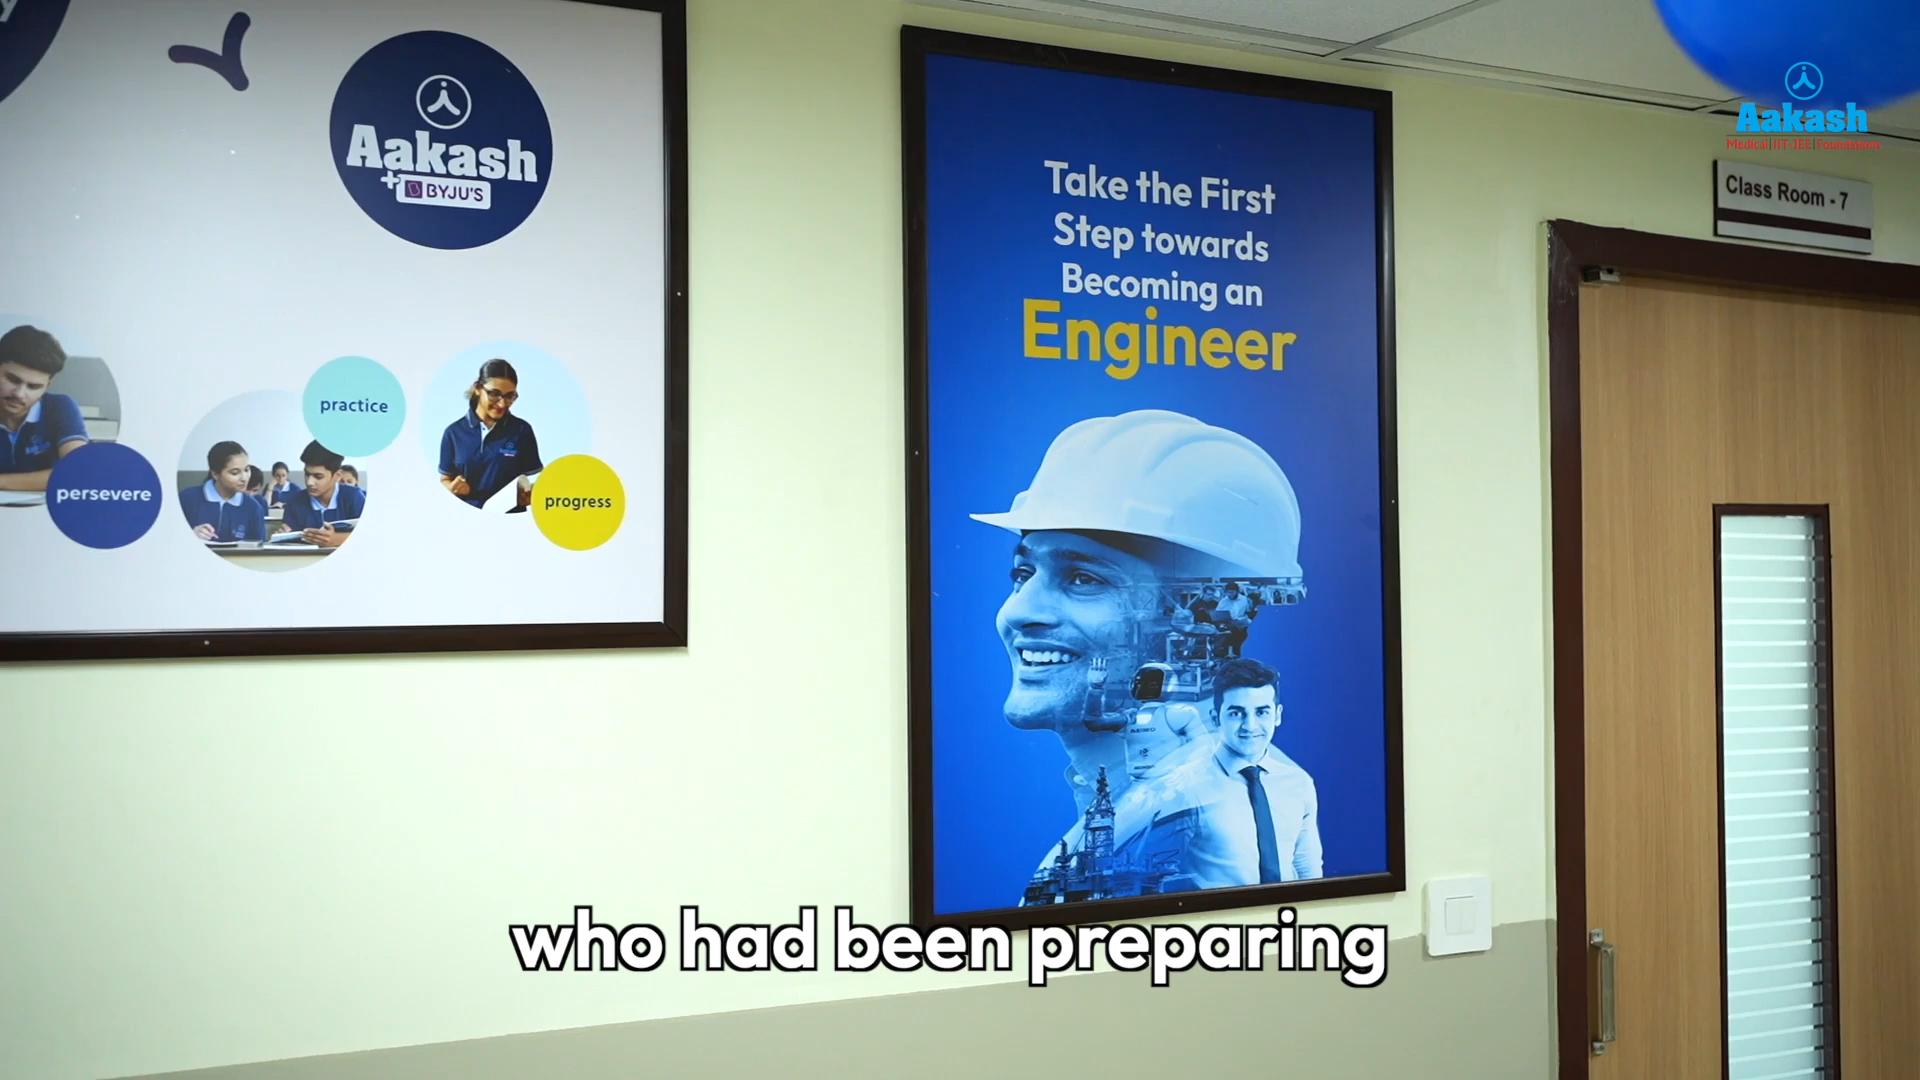 Aakash
+ BYJU'S
practice
persevere
progress
Take the First
Step towards
Becoming an
Engineer
Aakash
Medical|IIT-JEE|Foundations
Class Room - 7
who had been preparing